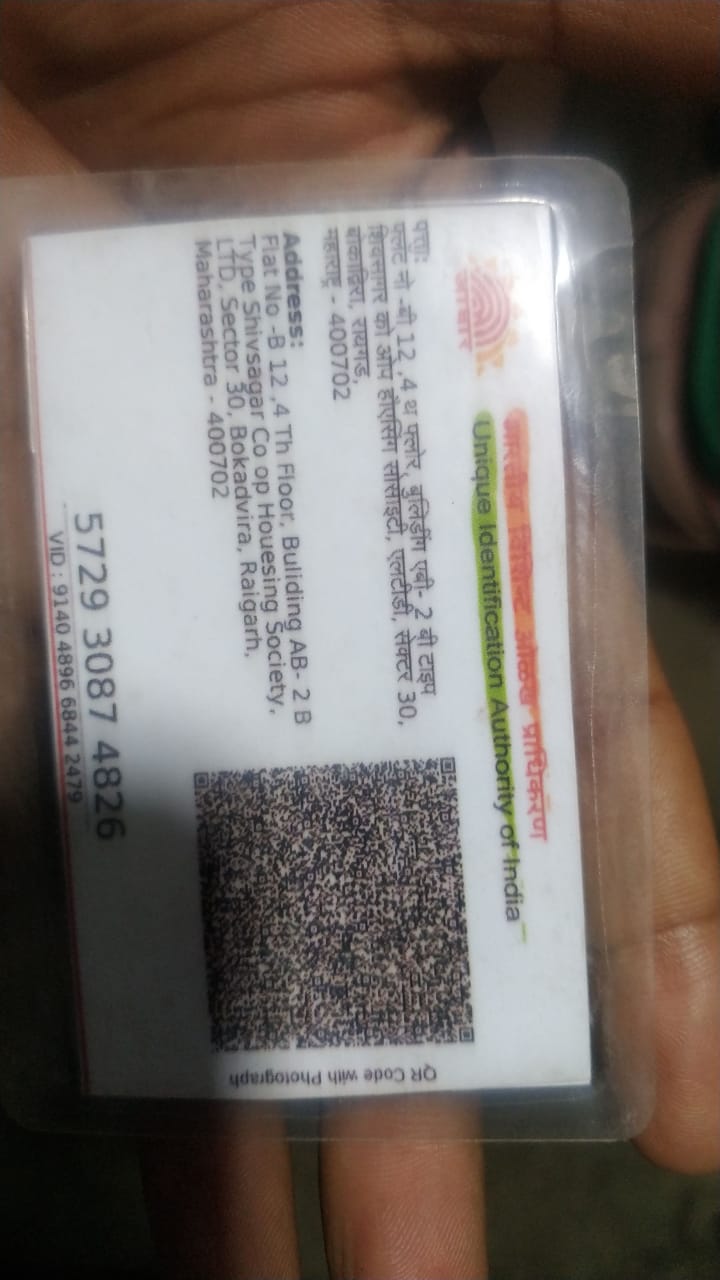 आधार
भारतीय विशिष्ट ओळख प्राधिकरण
Unique Identification Authority of India
पत्ता:
फ्लॅट नो -बी 12 ,4 थ फ्लोर, बुलिडींग एबी- 2 बी टाइप
शिवसागर को ओप हौएसिंग सोसाइटी, एलटीडी, सेक्टर 30,
बोकाद्विरा, रायगड,
महाराष्ट्र - 400702
Address:
Flat No -B 12 ,4 Th Floor, Buliding AB- 2 B
Type Shivsagar Co op Houesing Society,
LTD, Sector 30, Bokadvira, Raigarh,
Maharashtra - 400702
QR Code with Photograph
5729 3087 4826
VID : 9140 4896 6844 2479